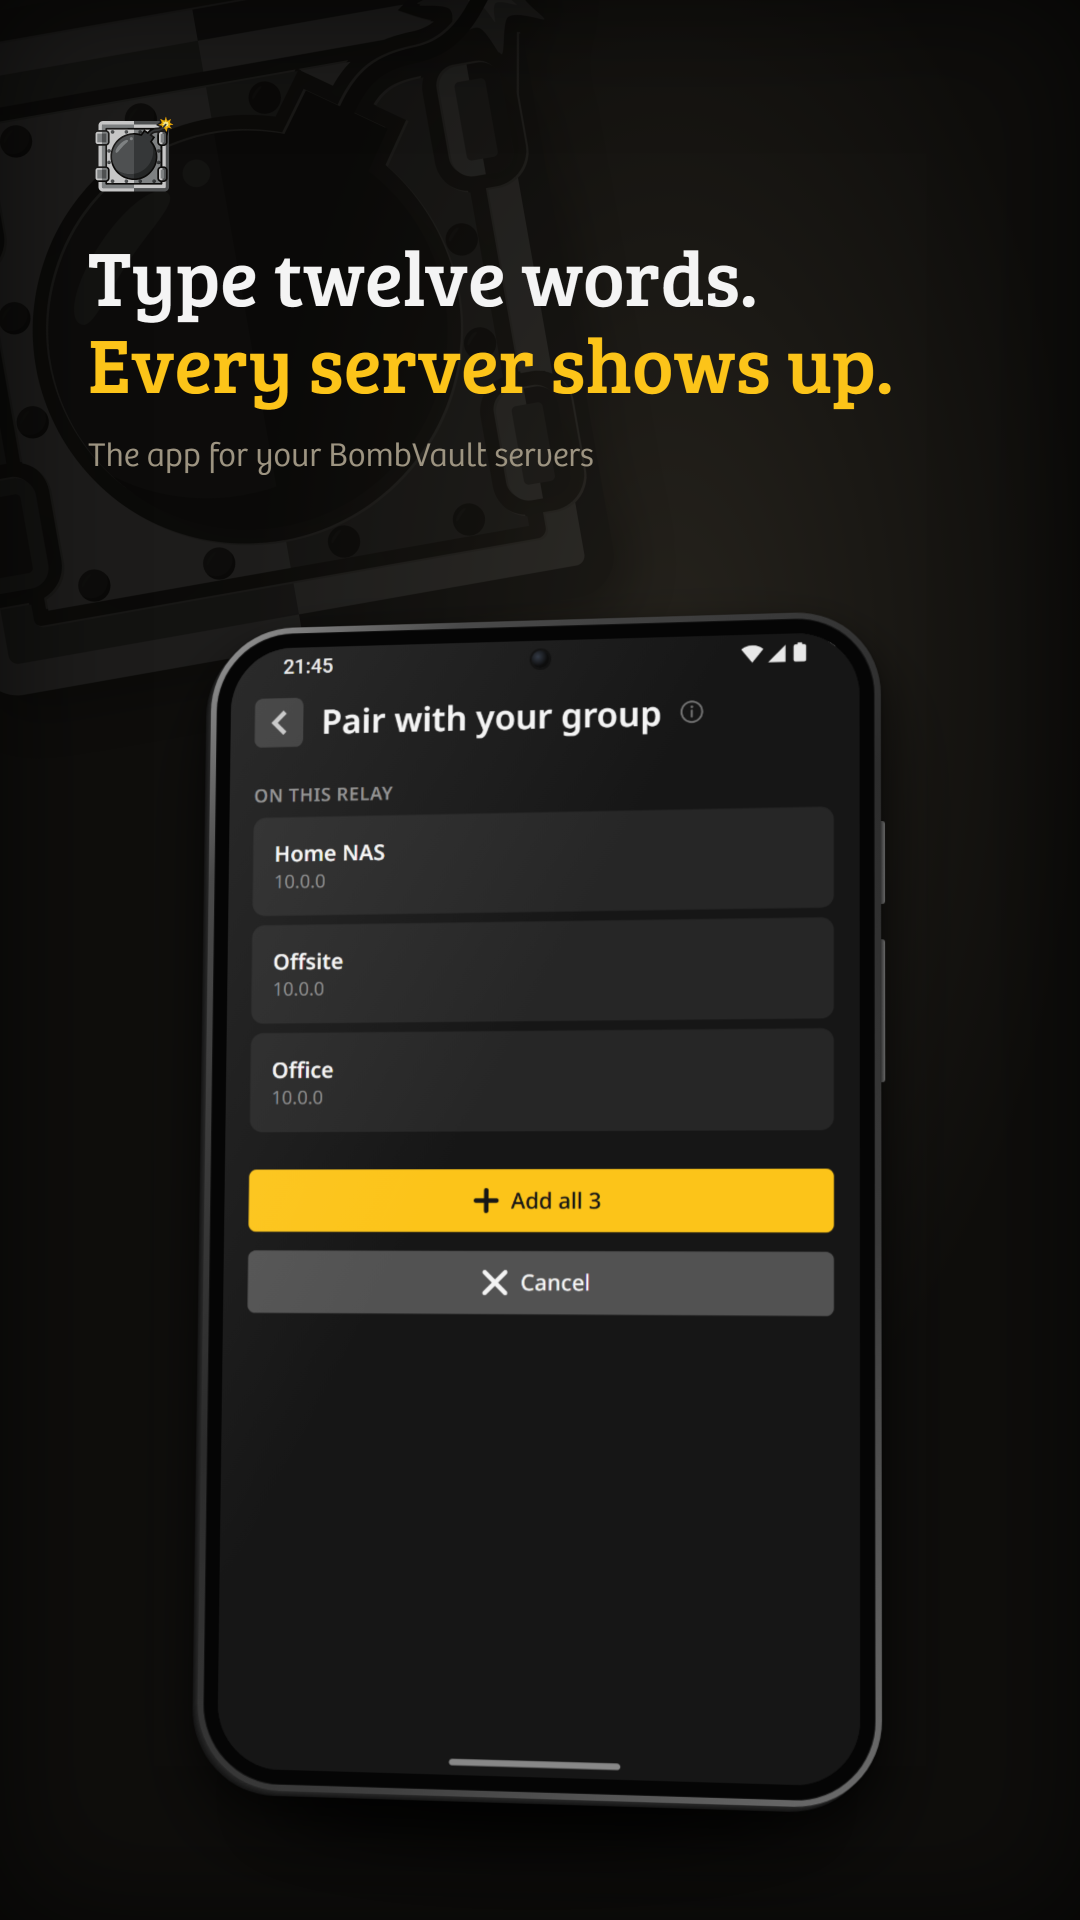 Type twelve words.
Every server shows up.
The app for your BombVault servers
21:45
Pair with your group
ON THIS RELAY
Home NAS
10.0.0
Offsite
10.0.0
Office
10.0.0
Add all 3
Cancel